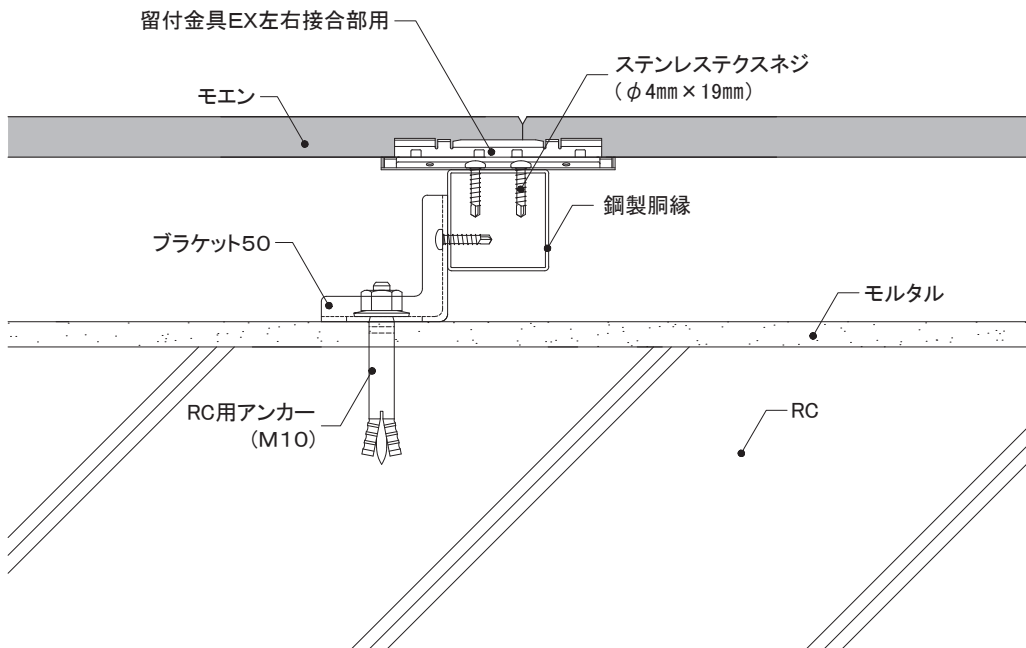 留付金具EX左右接合部用
ステンレステクスネジ
(φ4mm×19mm)
モエン
鋼製胴縁
ブラケット50
モルタル
RC用アンカー
(M10)
RC